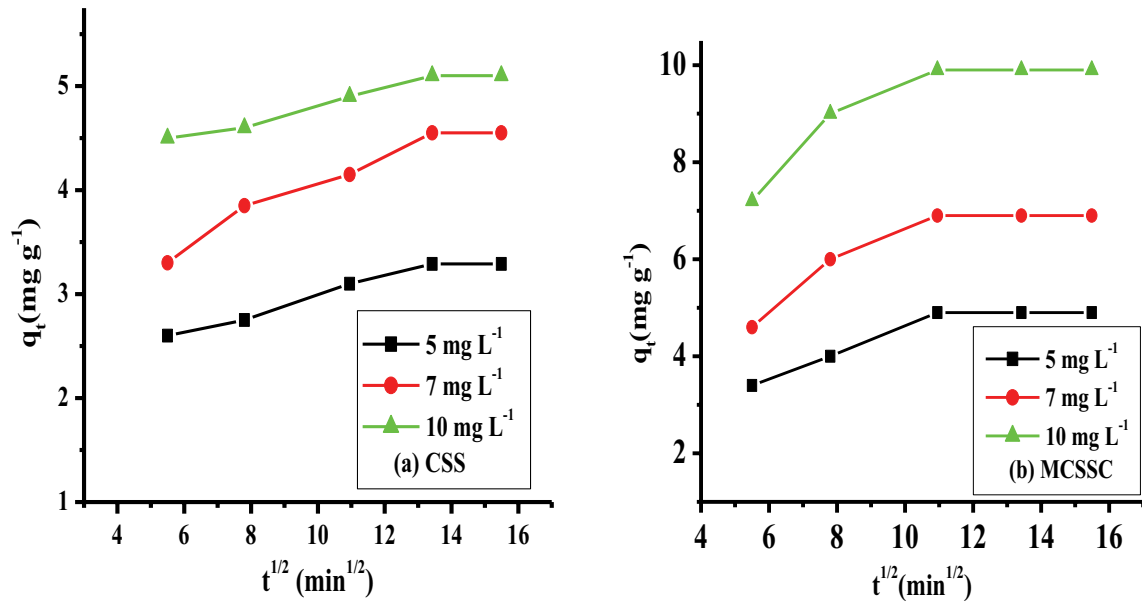 5
4
3
2
1
q_t(mg g⁻¹)
4 6 8 10 12 14 16
t^{1/2} (min^{1/2})
5 mg L⁻¹
7 mg L⁻¹
10 mg L⁻¹
(a) CSS
10
8
6
4
2
q_t(mg g⁻¹)
4 6 8 10 12 14 16
t^{1/2}(min^{1/2})
5 mg L⁻¹
7 mg L⁻¹
10 mg L⁻¹
(b) MCSSC